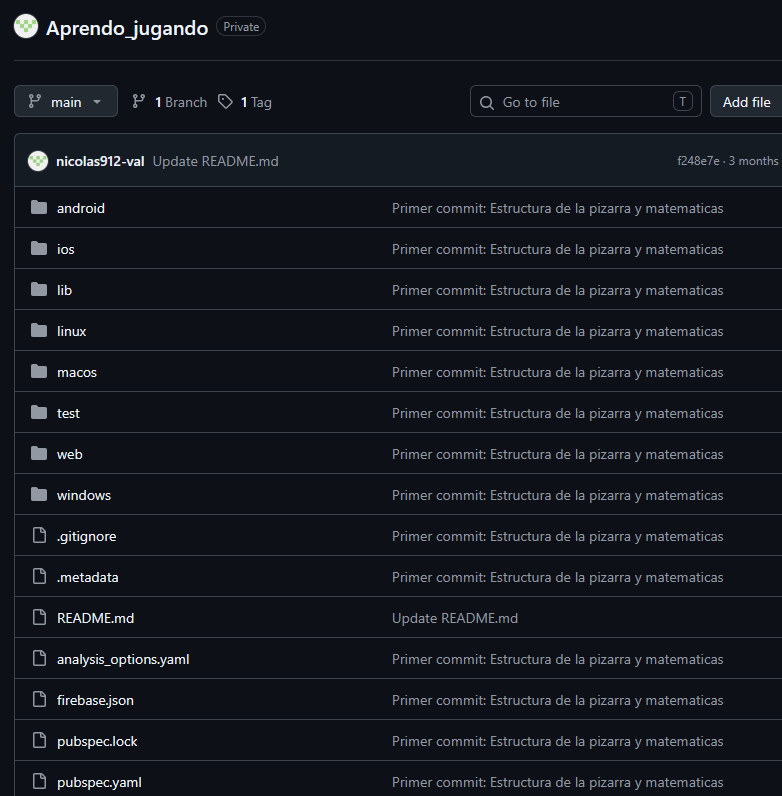 Aprendo_jugando Private
main 1 Branch 1 Tag Go to file T Add file
nicolas912-val Update README.md f248e7e · 3 months
android Primer commit: Estructura de la pizarra y matematicas
ios Primer commit: Estructura de la pizarra y matematicas
lib Primer commit: Estructura de la pizarra y matematicas
linux Primer commit: Estructura de la pizarra y matematicas
macos Primer commit: Estructura de la pizarra y matematicas
test Primer commit: Estructura de la pizarra y matematicas
web Primer commit: Estructura de la pizarra y matematicas
windows Primer commit: Estructura de la pizarra y matematicas
.gitignore Primer commit: Estructura de la pizarra y matematicas
.metadata Primer commit: Estructura de la pizarra y matematicas
README.md Update README.md
analysis_options.yaml Primer commit: Estructura de la pizarra y matematicas
firebase.json Primer commit: Estructura de la pizarra y matematicas
pubspec.lock Primer commit: Estructura de la pizarra y matematicas
pubspec.yaml Primer commit: Estructura de la pizarra y matematicas